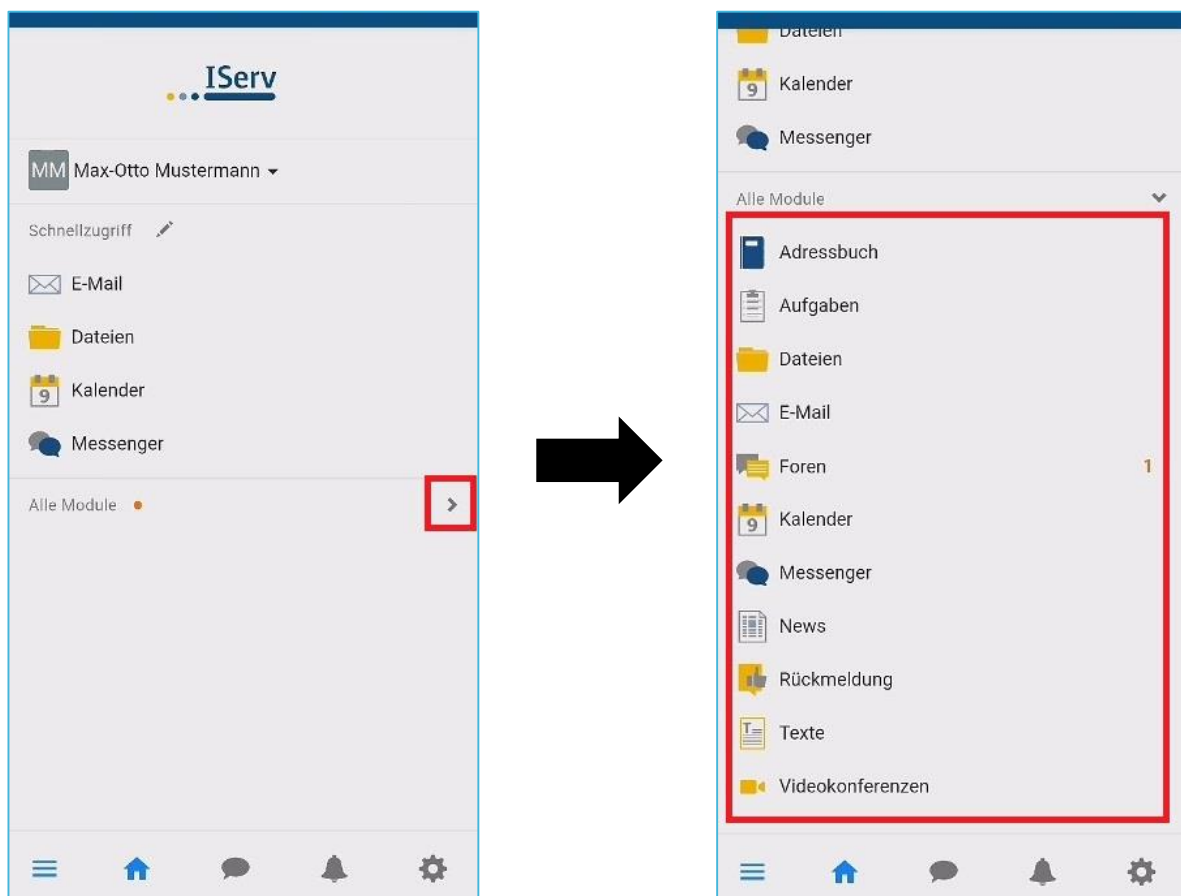 IServ
MM Max-Otto Mustermann
Schnellzugriff
E-Mail
Dateien
9 Kalender
Messenger
Alle Module
Dateien
9 Kalender
Messenger
Alle Module
Adressbuch
Aufgaben
Dateien
E-Mail
Foren 1
9 Kalender
Messenger
News
Rückmeldung
T Texte
Videokonferenzen